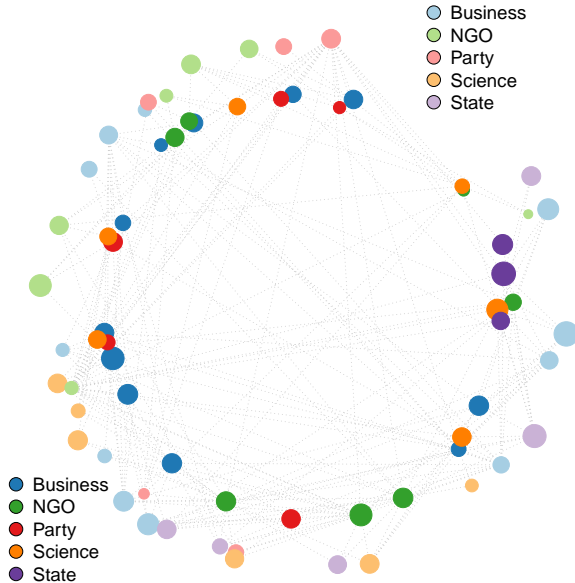 Business
NGO
Party
Science
State
Business
NGO
Party
Science
State